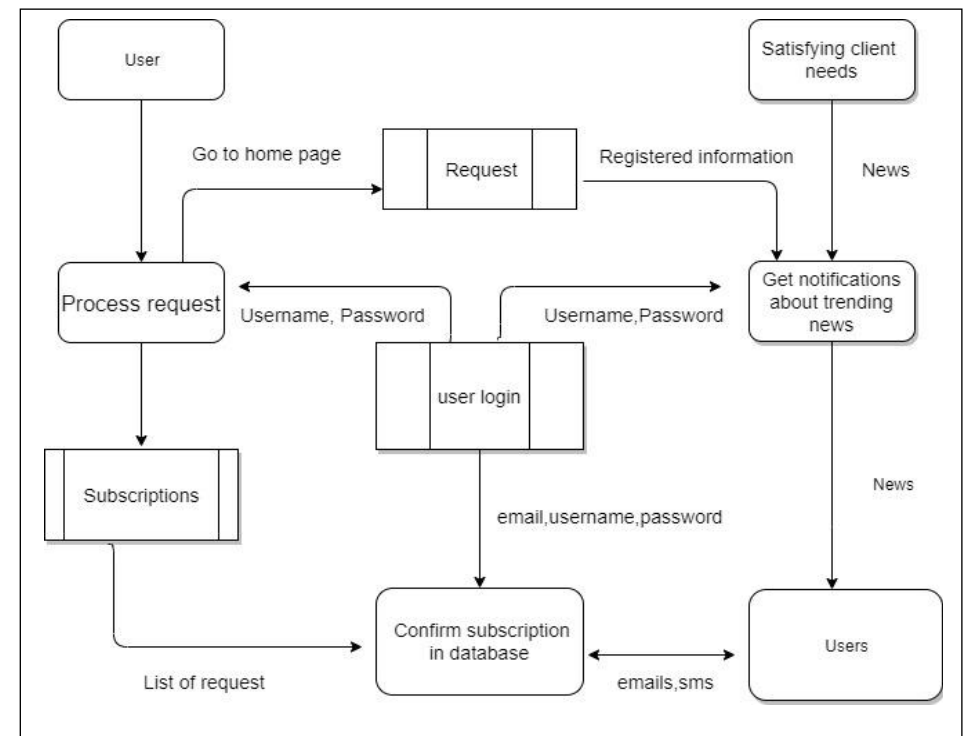 User
Satisfying client
needs
Go to home page
Request
Registered information
News
Process request
Get notifications
about trending
news
Username, Password
Username,Password
user login
Subscriptions
News
email,username,password
Confirm subscription
in database
Users
List of request
emails,sms